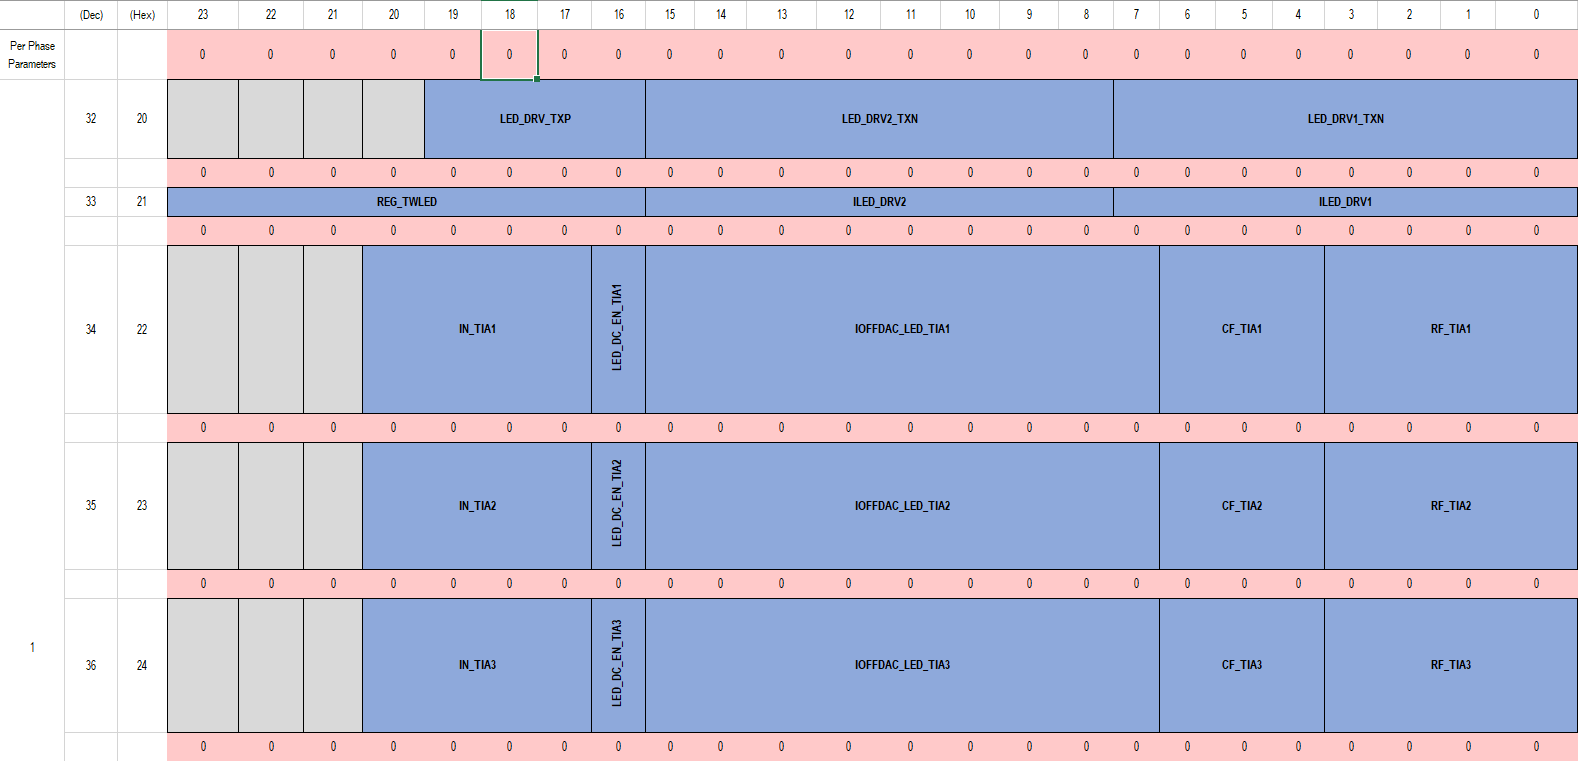 (Dec) (Hex) 23 22 21 20 19 18 17 16 15 14 13 12 11 10 9 8 7 6 5 4 3 2 1 0
Per Phase
Parameters
0 0 0 0 0 0 0 0 0 0 0 0 0 0 0 0 0 0 0 0 0 0 0 0
32 20 LED_DRV_TXP LED_DRV2_TXN LED_DRV1_TXN
0 0 0 0 0 0 0 0 0 0 0 0 0 0 0 0 0 0 0 0 0 0 0 0
33 21 REG_TWLED ILED_DRV2 ILED_DRV1
0 0 0 0 0 0 0 0 0 0 0 0 0 0 0 0 0 0 0 0 0 0 0 0
34 22 IN_TIA1 LED_DC_EN_TIA1 IOFFDAC_LED_TIA1 CF_TIA1 RF_TIA1
0 0 0 0 0 0 0 0 0 0 0 0 0 0 0 0 0 0 0 0 0 0 0 0
35 23 IN_TIA2 LED_DC_EN_TIA2 IOFFDAC_LED_TIA2 CF_TIA2 RF_TIA2
0 0 0 0 0 0 0 0 0 0 0 0 0 0 0 0 0 0 0 0 0 0 0 0
1
36 24 IN_TIA3 LED_DC_EN_TIA3 IOFFDAC_LED_TIA3 CF_TIA3 RF_TIA3
0 0 0 0 0 0 0 0 0 0 0 0 0 0 0 0 0 0 0 0 0 0 0 0